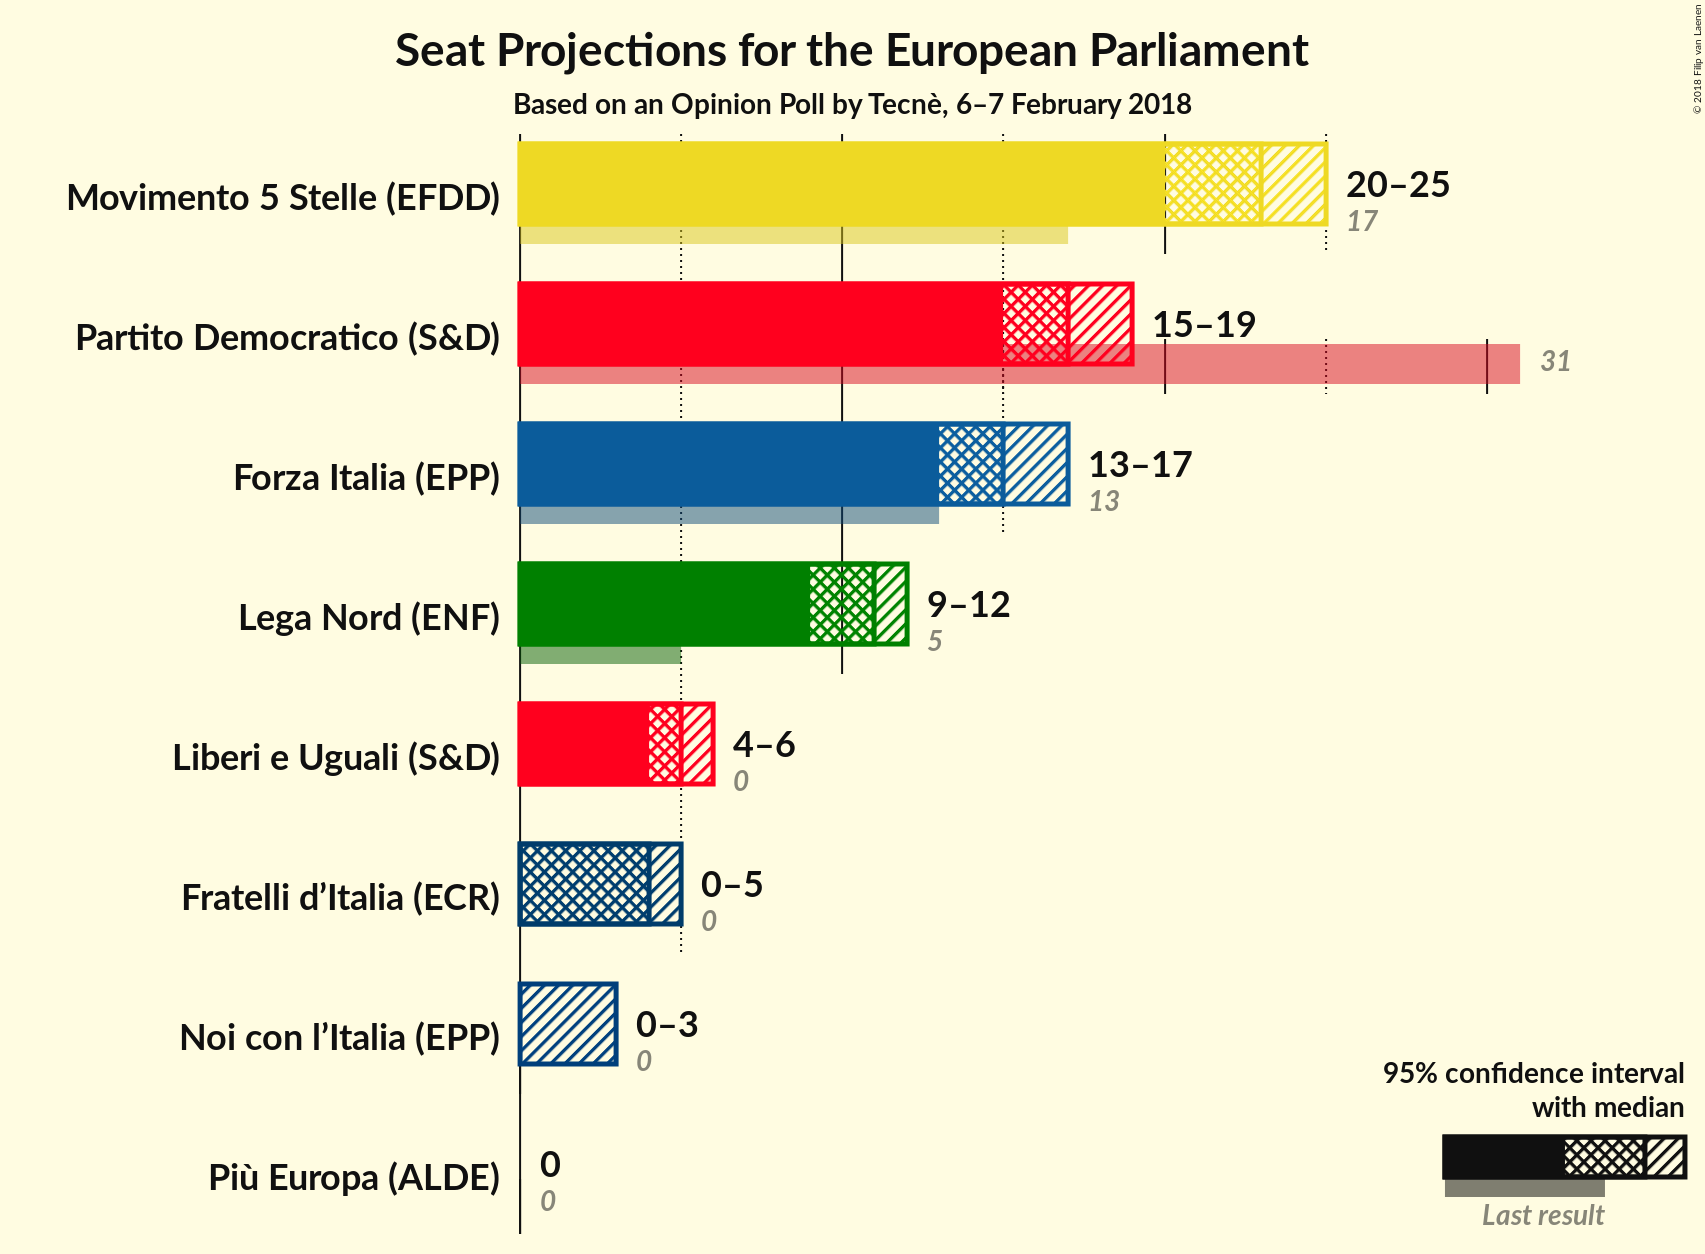 Seat Projections for the European Parliament
Based on an Opinion Poll by Tecnè, 6–7 February 2018
© 2018 Filip van Laenen
Movimento 5 Stelle (EFDD)
20–25
17
Partito Democratico (S&D)
15–19
31
Forza Italia (EPP)
13–17
13
Lega Nord (ENF)
9–12
5
Liberi e Uguali (S&D)
4–6
0
Fratelli d’Italia (ECR)
0–5
0
Noi con l’Italia (EPP)
0–3
0
Più Europa (ALDE)
0
0
95% confidence interval
with median
Last result